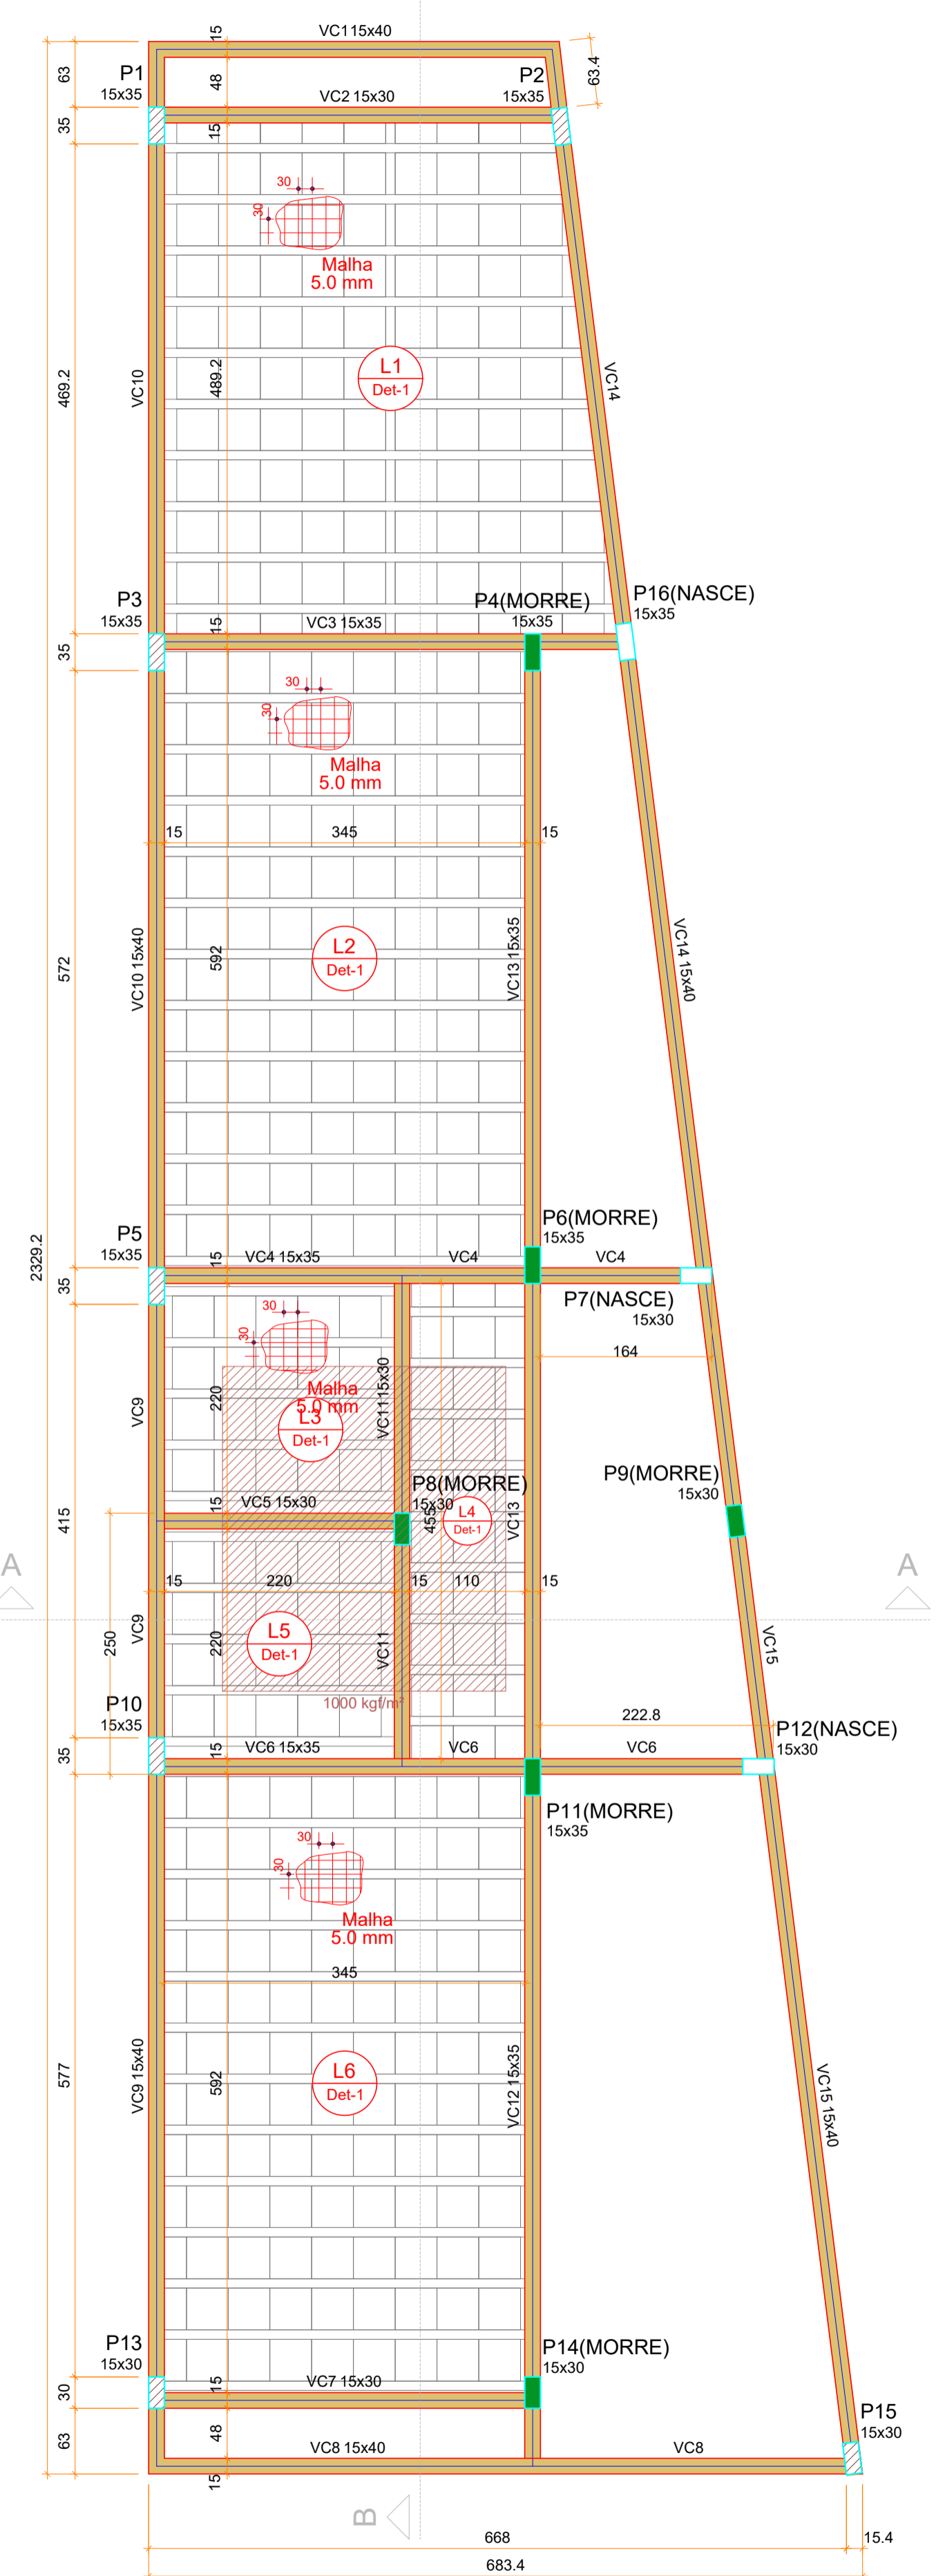 VC115x40
15
63
P1
15x35
48
P2
15x35
63.4
VC2 15x30
35
15
30
30
Malha
5.0 mm
469.2
VC10
489.2
L1
Det-1
VC14
P3
15x35
15
VC3 15x35
P4(MORRE)
15x35
P16(NASCE)
15x35
35
30
30
Malha
5.0 mm
15
345
15
572
VC10 15x40
592
L2
Det-1
VC13 15x35
VC14 15x40
2329.2
P5
15x35
15
VC4 15x35
VC4
P6(MORRE)
15x35
VC4
35
P7(NASCE)
15x30
30
30
164
Malha
5.0 mm
VC9
220
L3
Det-1
VC1115x30
P8(MORRE)
15x30
P9(MORRE)
15x30
15
VC5 15x30
415
455
L4
Det-1
VC13
A
A
15
220
15
110
15
250
VC9
220
L5
Det-1
VC11
VC15
1000 kgf/m²
P10
15x35
222.8
P12(NASCE)
15x30
35
15
VC6 15x35
VC6
VC6
P11(MORRE)
15x35
30
30
Malha
5.0 mm
345
577
VC9 15x40
592
L6
Det-1
VC12 15x35
VC15 15x40
P13
15x30
P14(MORRE)
15x30
30
15
VC7 15x30
P15
15x30
63
48
VC8 15x40
VC8
15
B
668
15.4
683.4